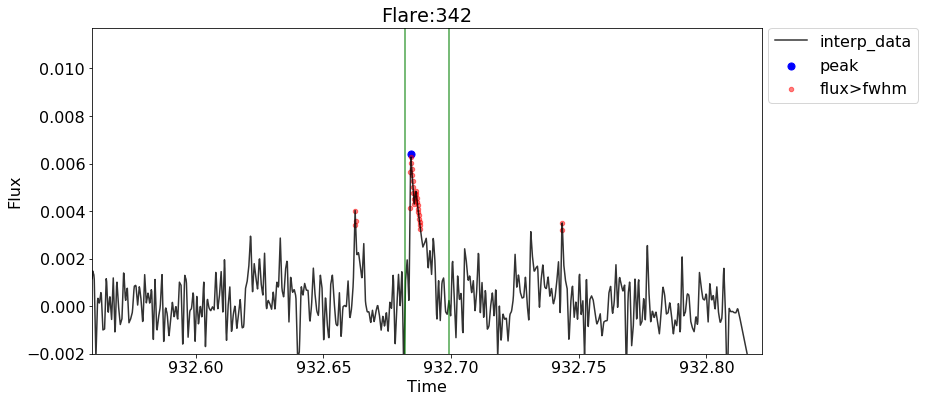 Flare:342
interp_data
peak
flux>fwhm
Flux
0.010
0.008
0.006
0.004
0.002
0.000
−0.002
932.60
932.65
932.70
932.75
932.80
Time